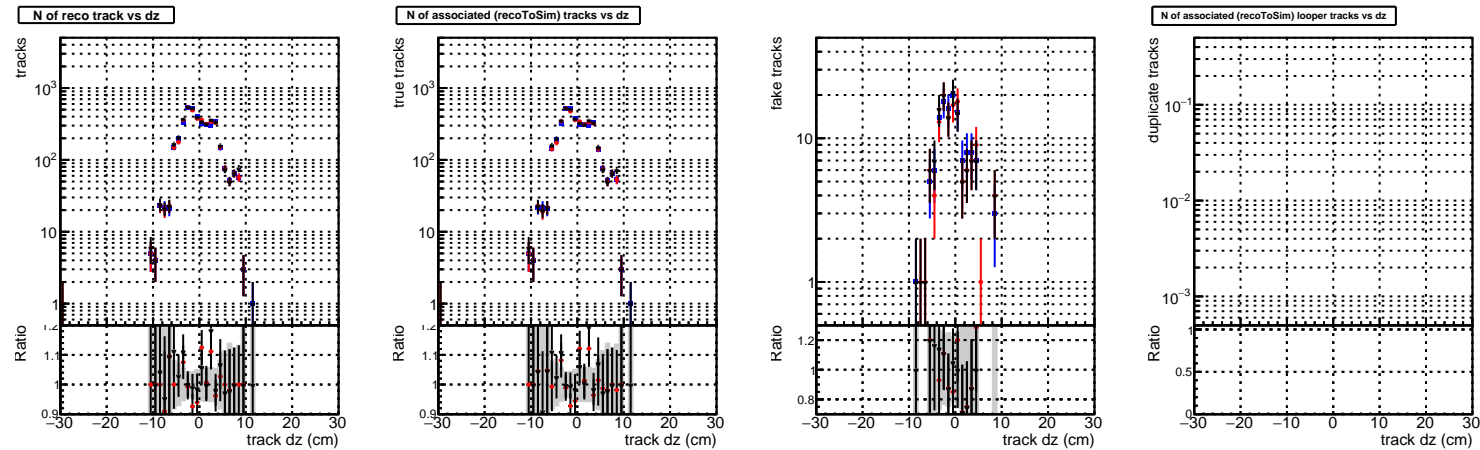 N of reco track vs dz
tracks
10³
10²
10
1
Ratio
1.2
1.1
1
0.9
−30 −20 −10 0 10 20 30
track dz (cm)
N of associated (recoToSim) tracks vs dz
true tracks
10³
10²
10
1
Ratio
1.2
1.1
1
0.9
−30 −20 −10 0 10 20 30
track dz (cm)
fake tracks
10
1
Ratio
1.2
1
0.8
−30 −20 −10 0 10 20 30
track dz (cm)
N of associated (recoToSim) looper tracks vs dz
duplicate tracks
10⁻¹
10⁻²
10⁻³
Ratio
1
0.5
0
−30 −20 −10 0 10 20 30
track dz (cm)